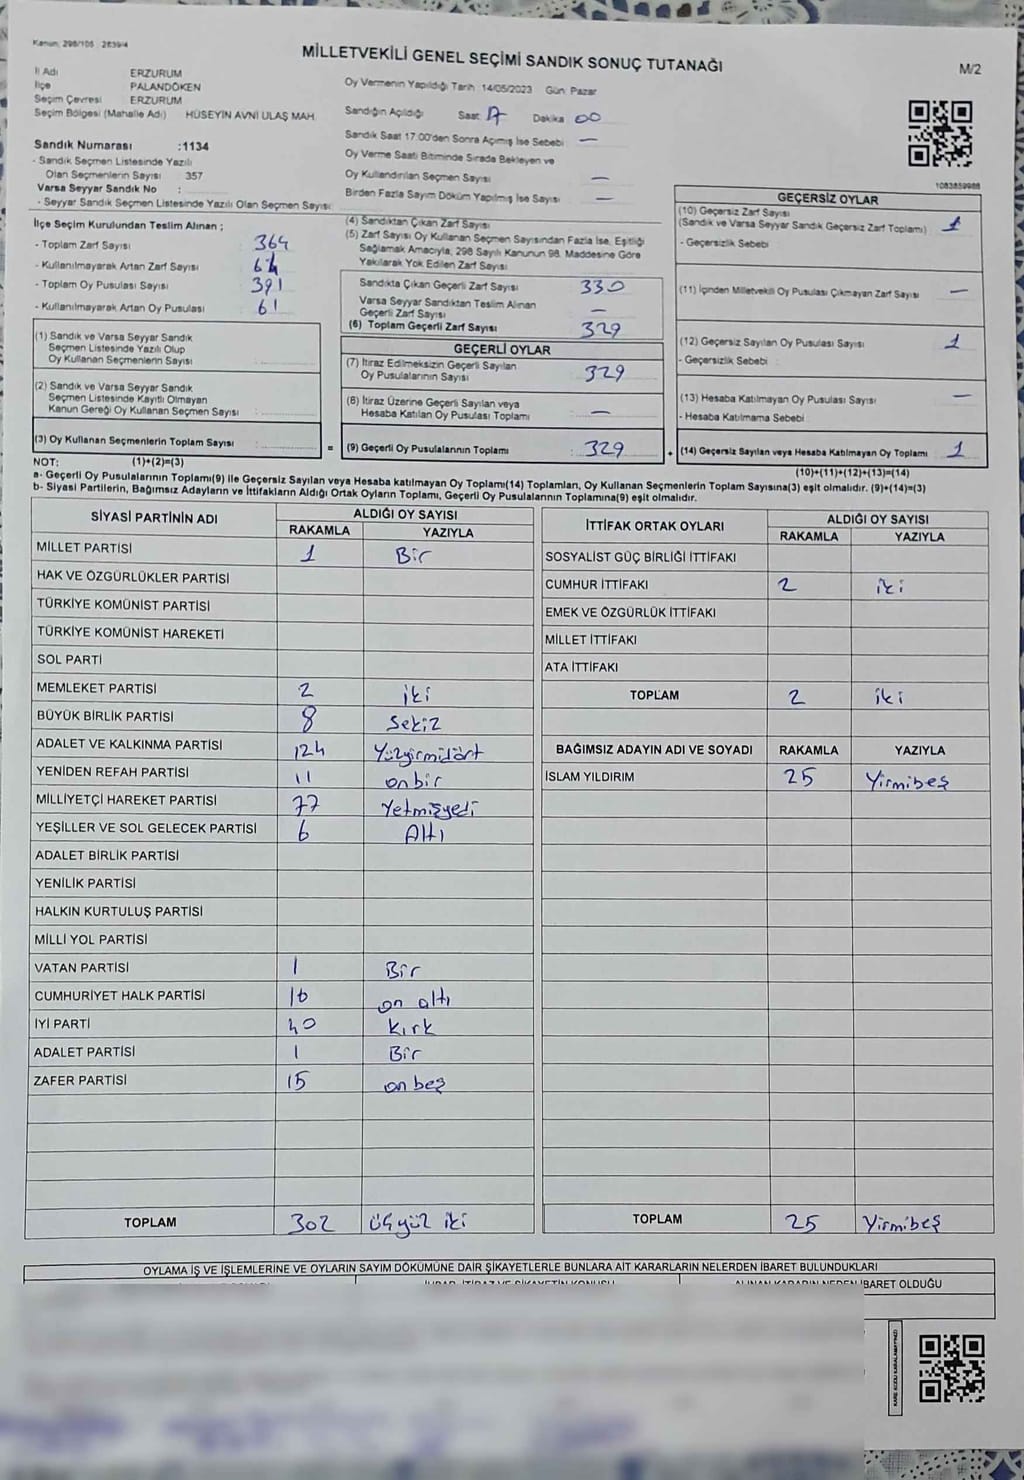 Kanun, 298/105 2839/4
MİLLETVEKİLİ GENEL SEÇİMİ SANDIK SONUÇ TUTANAĞI
M/2
İl Adı ERZURUM
İlçe PALANDÖKEN
Seçim Çevresi ERZURUM
Seçim Bölgesi (Mahalle Adı) HÜSEYİN AVNİ ULAŞ MAH.
Sandık Numarası :1134
- Sandık Seçmen Listesinde Yazılı
Olan Seçmenlerin Sayısı 357
Varsa Seyyar Sandık No :
- Seyyar Sandık Seçmen Listesinde Yazılı Olan Seçmen Sayısı:
Oy Vermenin Yapıldığı Tarih 14/05/2023 Gün: Pazar
Sandığın Açıldığı Saat: 17 Dakika 00
Sandık Saat 17:00'den Sonra Açılmış İse Sebebi —
Oy Verme Saati Bitiminde Sırada Bekleyen ve
Oy Kullandırılan Seçmen Sayısı —
Birden Fazla Sayım Döküm Yapılmış İse Sayısı —
1083859988
İlçe Seçim Kurulundan Teslim Alınan ;
- Toplam Zarf Sayısı 364
- Kullanılmayarak Artan Zarf Sayısı
- Toplam Oy Pusulası Sayısı 391
- Kullanılmayarak Artan Oy Pusulası 61
(1) Sandık ve Varsa Seyyar Sandık
Seçmen Listesinde Yazılı Olup
Oy Kullanan Seçmenlerin Sayısı :
(2) Sandık ve Varsa Seyyar Sandık
Seçmen Listesinde Kayıtlı Olmayan
Kanun Gereği Oy Kullanan Seçmen Sayısı :
(3) Oy Kullanan Seçmenlerin Toplam Sayısı :
(4) Sandıktan Çıkan Zarf Sayısı
(5) Zarf Sayısı Oy Kullanan Seçmen Sayısından Fazla İse, Eşitliği
Sağlamak Amacıyla, 298 Sayılı Kanunun 98. Maddesine Göre
Yakılarak Yok Edilen Zarf Sayısı
Sandıkta Çıkan Geçerli Zarf Sayısı 330
Varsa Seyyar Sandıktan Teslim Alınan
Geçerli Zarf Sayısı —
(6) Toplam Geçerli Zarf Sayısı 329
GEÇERLİ OYLAR
(7) İtiraz Edilmeksizin Geçerli Sayılan
Oy Pusulalarının Sayısı 329
(8) İtiraz Üzerine Geçerli Sayılan veya
Hesaba Katılan Oy Pusulası Toplamı —
= (9) Geçerli Oy Pusulalarının Toplamı 329
GEÇERSİZ OYLAR
(10) Geçersiz Zarf Sayısı
(Sandık ve Varsa Seyyar Sandık Geçersiz Zarf Toplamı) 1
- Geçersizlik Sebebi
(11) İçinden Milletvekili Oy Pusulası Çıkmayan Zarf Sayısı —
(12) Geçersiz Sayılan Oy Pusulası Sayısı 1
- Geçersizlik Sebebi :
(13) Hesaba Katılmayan Oy Pusulası Sayısı —
- Hesaba Katılmama Sebebi
+ (14) Geçersiz Sayılan veya Hesaba Katılmayan Oy Toplamı 1
NOT: (1)+(2)=(3)
(10)+(11)+(12)+(13)=(14)
a- Geçerli Oy Pusulalarının Toplamı(9) ile Geçersiz Sayılan veya Hesaba katılmayan Oy Toplamı(14) Toplamları, Oy Kullanan Seçmenlerin Toplam Sayısına(3) eşit olmalıdır. (9)+(14)=(3)
b- Siyasi Partilerin, Bağımsız Adayların ve İttifakların Aldığı Ortak Oyların Toplamı, Geçerli Oy Pusulalarının Toplamına(9) eşit olmalıdır.
SİYASİ PARTİNİN ADI ALDIĞI OY SAYISI
RAKAMLA YAZIYLA
MİLLET PARTİSİ 1 Bir
HAK VE ÖZGÜRLÜKLER PARTİSİ
TÜRKİYE KOMÜNİST PARTİSİ
TÜRKİYE KOMÜNİST HAREKETİ
SOL PARTİ
MEMLEKET PARTİSİ 2 iki
BÜYÜK BİRLİK PARTİSİ 8 Sekiz
ADALET VE KALKINMA PARTİSİ 124 Yüzyirmidört
YENİDEN REFAH PARTİSİ 11 onbir
MİLLİYETÇİ HAREKET PARTİSİ 77 Yetmişyedi
YEŞİLLER VE SOL GELECEK PARTİSİ 6 Altı
ADALET BİRLİK PARTİSİ
YENİLİK PARTİSİ
HALKIN KURTULUŞ PARTİSİ
MİLLİ YOL PARTİSİ
VATAN PARTİSİ 1 Bir
CUMHURİYET HALK PARTİSİ 16 on altı
İYİ PARTİ 40 Kırk
ADALET PARTİSİ 1 Bir
ZAFER PARTİSİ 15 onbeş
TOPLAM 302 üçyüz iki
İTTİFAK ORTAK OYLARI ALDIĞI OY SAYISI
RAKAMLA YAZIYLA
SOSYALİST GÜÇ BİRLİĞİ İTTİFAKI
CUMHUR İTTİFAKI 2 iki
EMEK VE ÖZGÜRLÜK İTTİFAKI
MİLLET İTTİFAKI
ATA İTTİFAKI
TOPLAM 2 iki
BAĞIMSIZ ADAYIN ADI VE SOYADI RAKAMLA YAZIYLA
İSLAM YILDIRIM 25 Yirmibeş
TOPLAM 25 Yirmibeş
OYLAMA İŞ VE İŞLEMLERİNE VE OYLARIN SAYIM DÖKÜMÜNE DAİR ŞİKAYETLERLE BUNLARA AİT KARARLARIN NELERDEN İBARET BULUNDUKLARI
ALINAN KARARIN NEDEN İBARET OLDUĞU